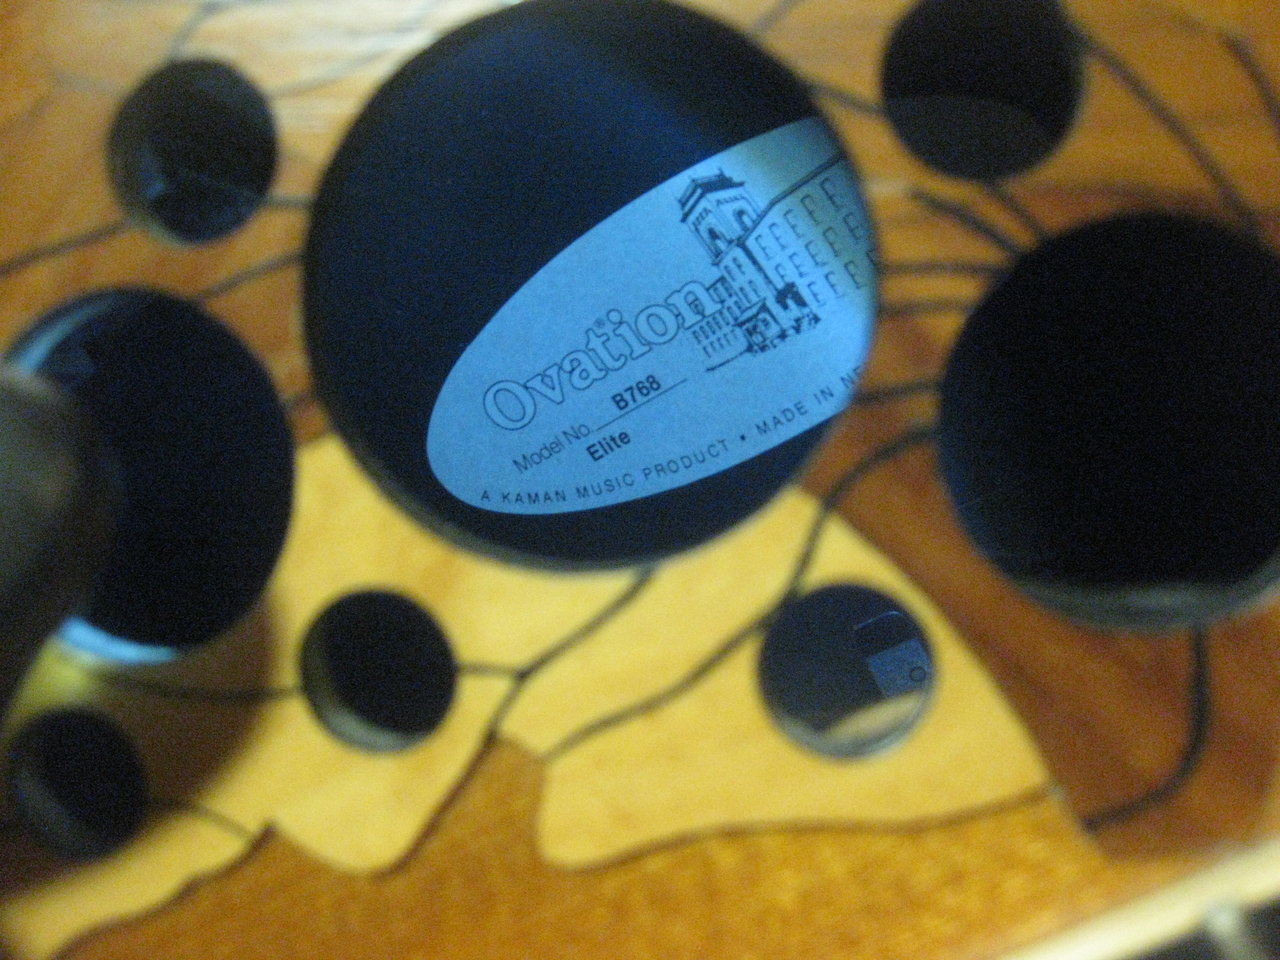 Ovation®
Model No. B768
Elite
A KAMAN MUSIC PRODUCT • MADE IN